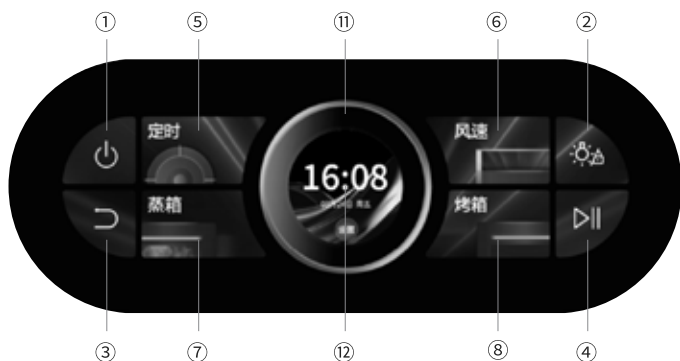 ① ⑤ ⑪ ⑥ ②
定时
风速
16:08
蒸箱
烤箱
③ ⑦ ⑫ ⑧ ④